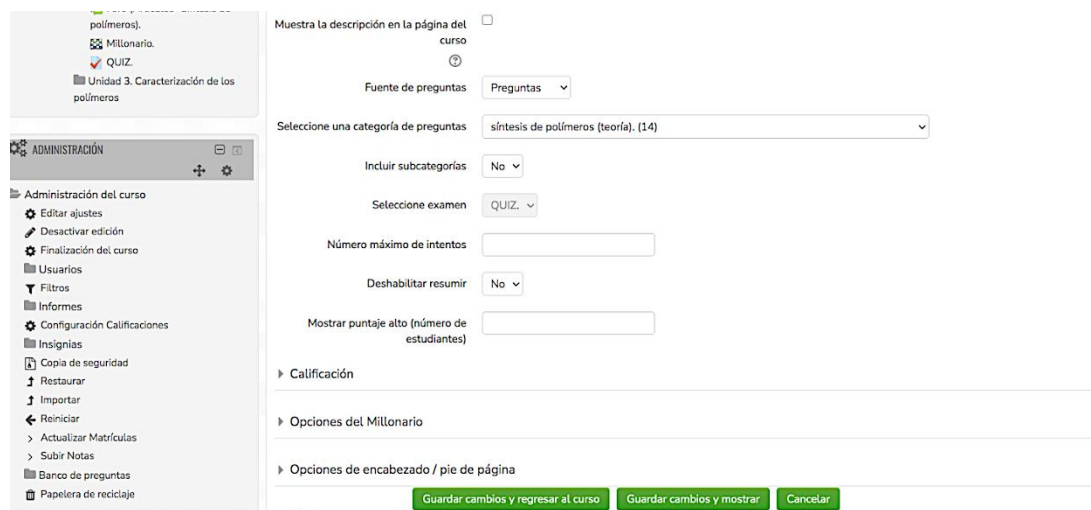 polímeros).
Millonario.
QUIZ.
Unidad 3. Caracterización de los
polímeros
ADMINISTRACIÓN
Administración del curso
Editar ajustes
Desactivar edición
Finalización del curso
Usuarios
Filtros
Informes
Configuración Calificaciones
Insignias
Copia de seguridad
Restaurar
Importar
Reiniciar
Actualizar Matrículas
Subir Notas
Banco de preguntas
Papelera de reciclaje
Muestra la descripción en la página del
curso
Fuente de preguntas Preguntas
Seleccione una categoría de preguntas síntesis de polímeros (teoría). (14)
Incluir subcategorías No
Seleccione examen QUIZ.
Número máximo de intentos
Deshabilitar resumir No
Mostrar puntaje alto (número de
estudiantes)
Calificación
Opciones del Millonario
Opciones de encabezado / pie de página
Guardar cambios y regresar al curso Guardar cambios y mostrar Cancelar